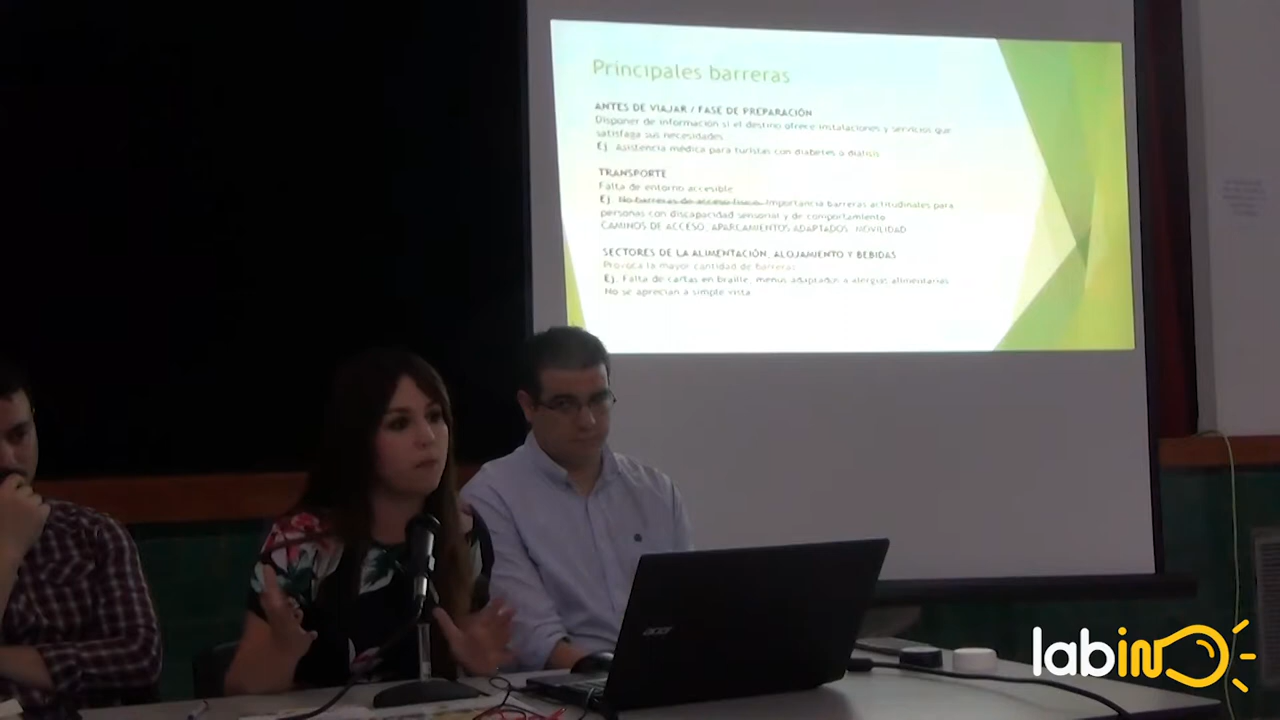 Principales barreras
ANTES DE VIAJAR / FASE DE PREPARACIÓN
Disponer de información si el destino ofrece instalaciones y servicios que
satisfaga sus necesidades
Ej. Asistencia médica para turistas con diabetes o diálisis
TRANSPORTE
Falta de entorno accesible
Ej. No barreras de acceso físico. Importancia barreras actitudinales para
personas con discapacidad sensorial y de comportamiento
CAMINOS DE ACCESO, APARCAMIENTOS ADAPTADOS, MOVILIDAD
SECTORES DE LA ALIMENTACIÓN, ALOJAMIENTO Y BEBIDAS
Provoca la mayor cantidad de barreras
Ej. Falta de cartas en braille, menús adaptados a alergias alimentarias
No se aprecian a simple vista
acer
labin